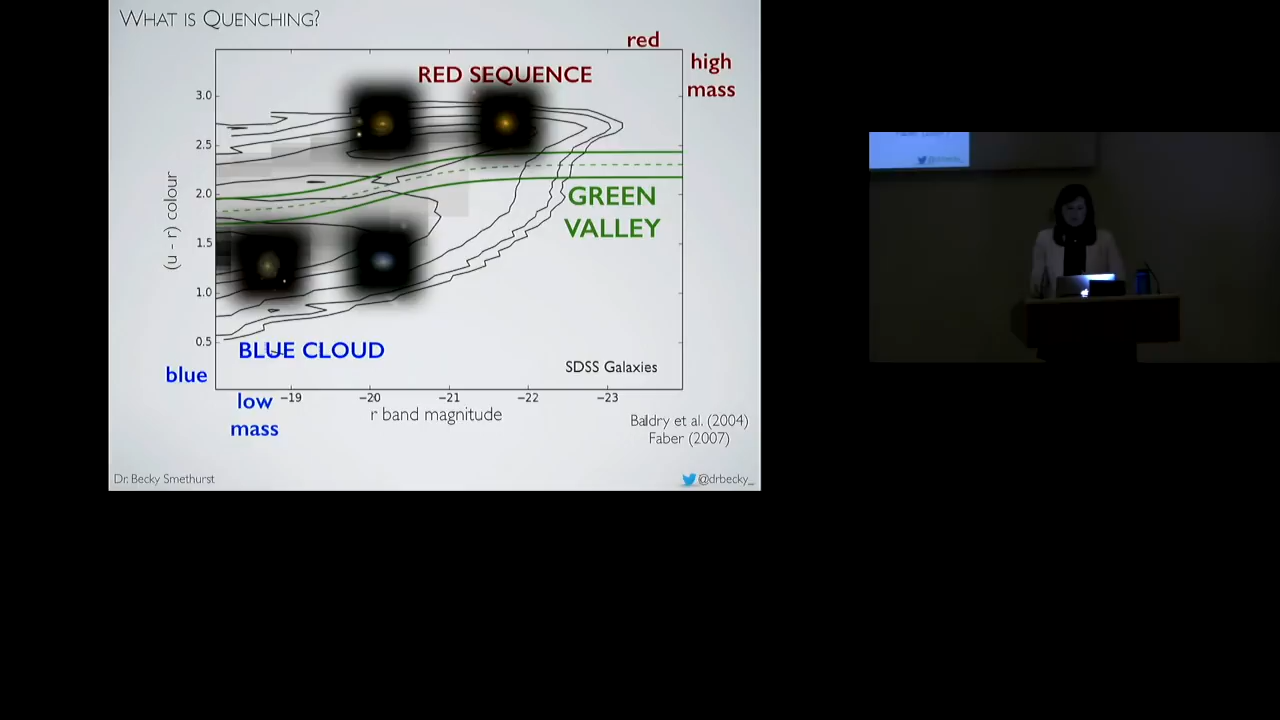 WHAT IS QUENCHING?
red
high
mass
RED SEQUENCE
3.0
2.5
2.0
1.5
1.0
0.5
(u - r) colour
GREEN
VALLEY
BLUE CLOUD
SDSS Galaxies
blue
low
mass
−19
−20
−21
−22
−23
r band magnitude
Baldry et al. (2004)
Faber (2007)
Dr. Becky Smethurst
@drbecky_
@drbecky_